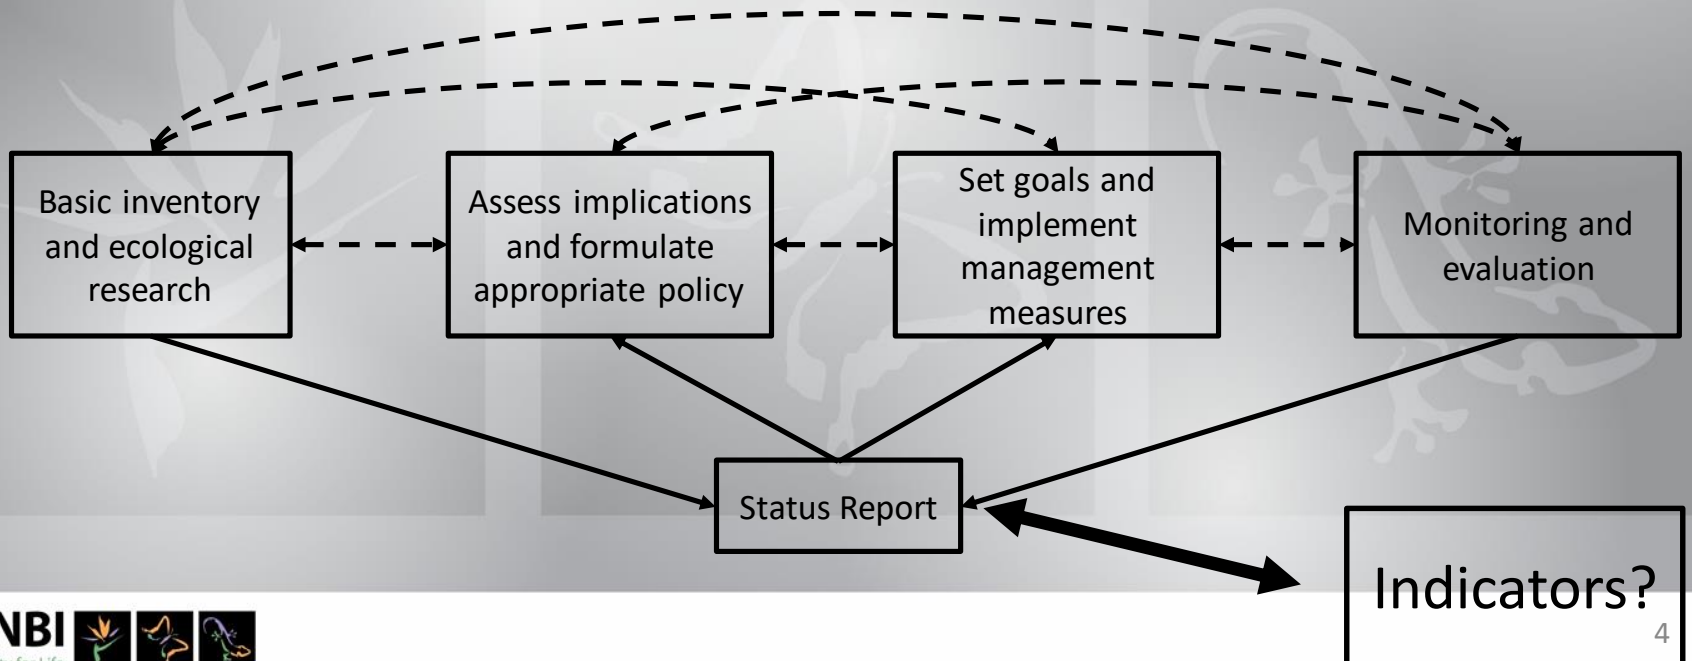 Basic inventory
and ecological
research
Assess implications
and formulate
appropriate policy
Set goals and
implement
management
measures
Monitoring and
evaluation
Status Report
Indicators?
4
NBI